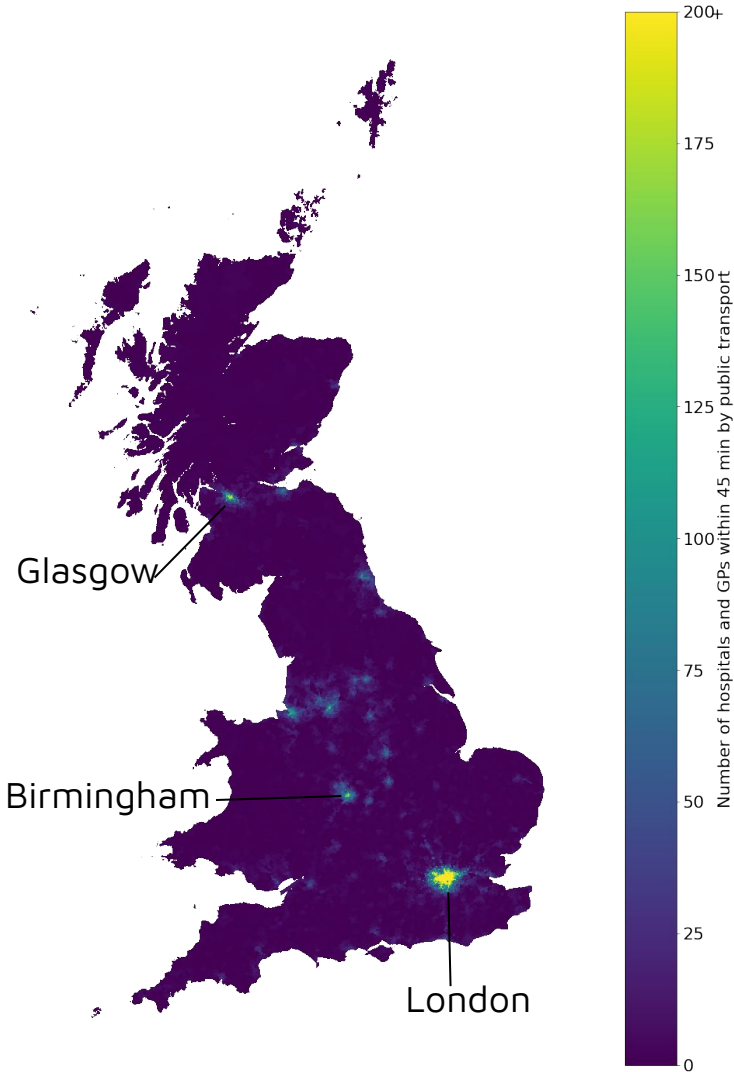 200+
175
150
125
100
75
50
25
0
Number of hospitals and GPs within 45 min by public transport
Glasgow
Birmingham
London